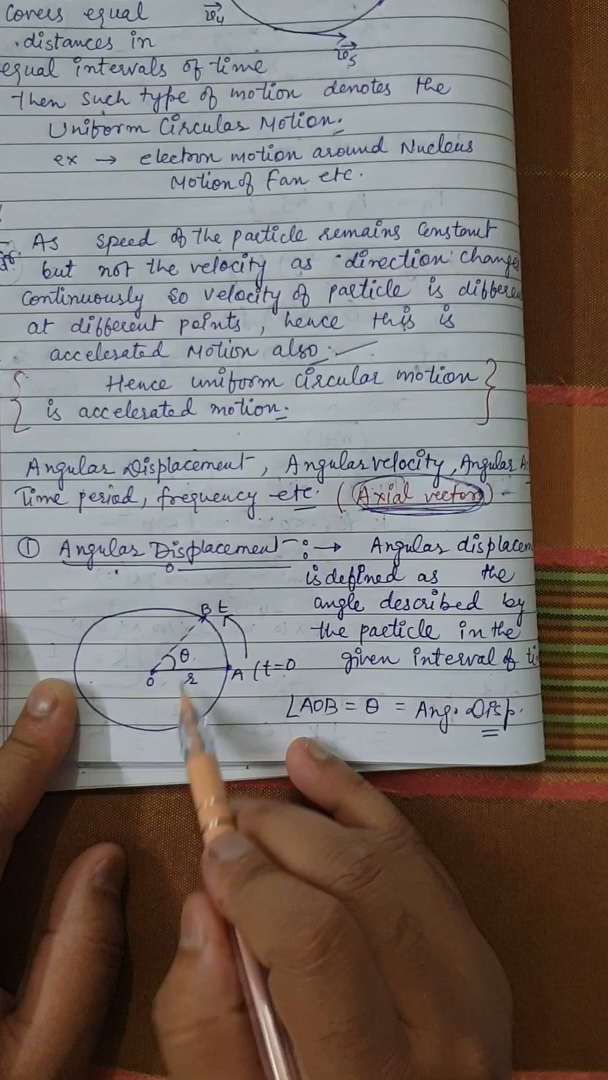 Covers equal
distances in
equal intervals of time
Then such type of motion denotes the
Uniform Circular Motion.
ex → electron motion around Nucleus
Motion of Fan etc.
As speed of the particle remains constant
but not the velocity as direction change
continuously so velocity of particle is differe
at different points, hence this is
accelerated Motion also.
Hence uniform circular motion
is accelerated motion.
Angular Displacement, Angular velocity, Angular A
Time period, frequency etc. (Axial vector)
① Angular Displacement :→ Angular displacem
is defined as the
angle described by
the particle in the
given interval of ti
B t
θ
O r A (t=0
∠AOB = θ = Ang. Disp.